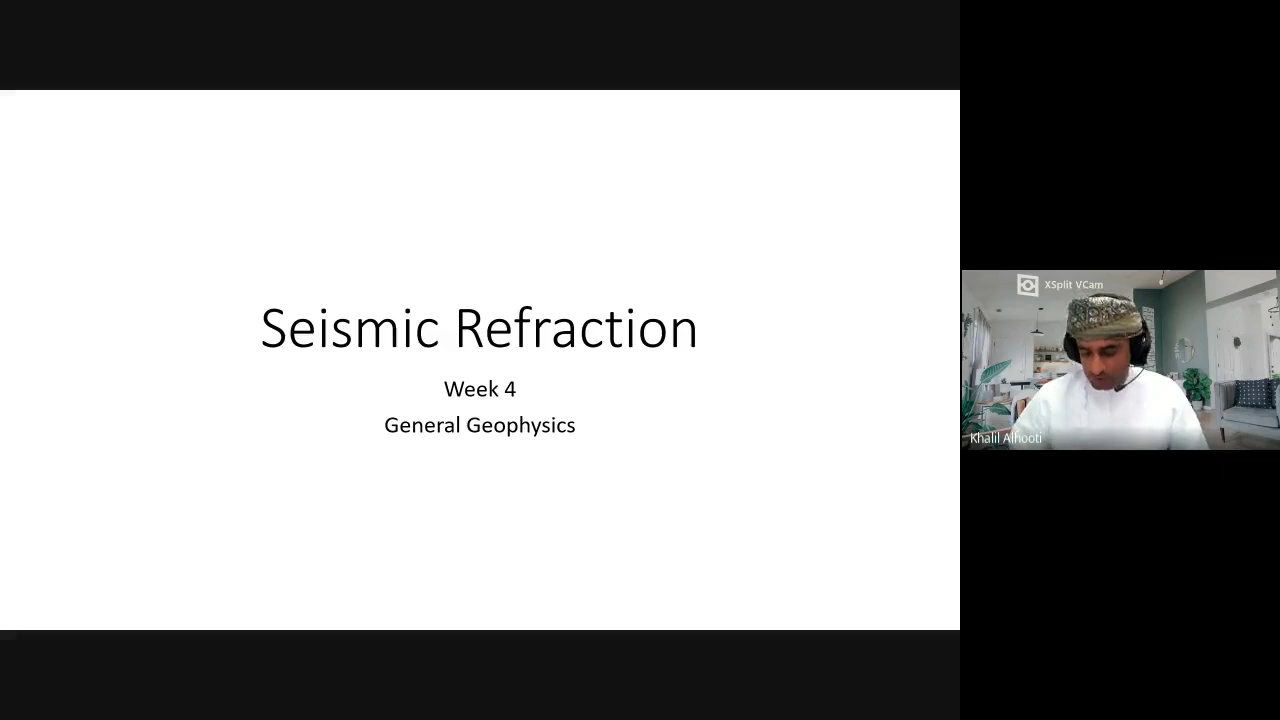 Seismic Refraction
Week 4
General Geophysics
XSplit VCam
Khalil Alhooti